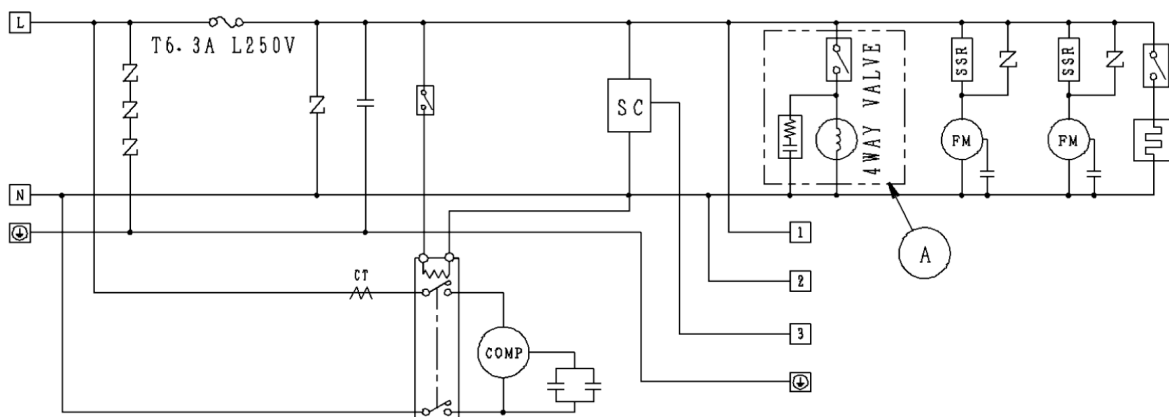 L
T6.3A L250V
SC
4WAY VALVE
SSR
SSR
FM
FM
N
1
A
CT
2
3
COMP